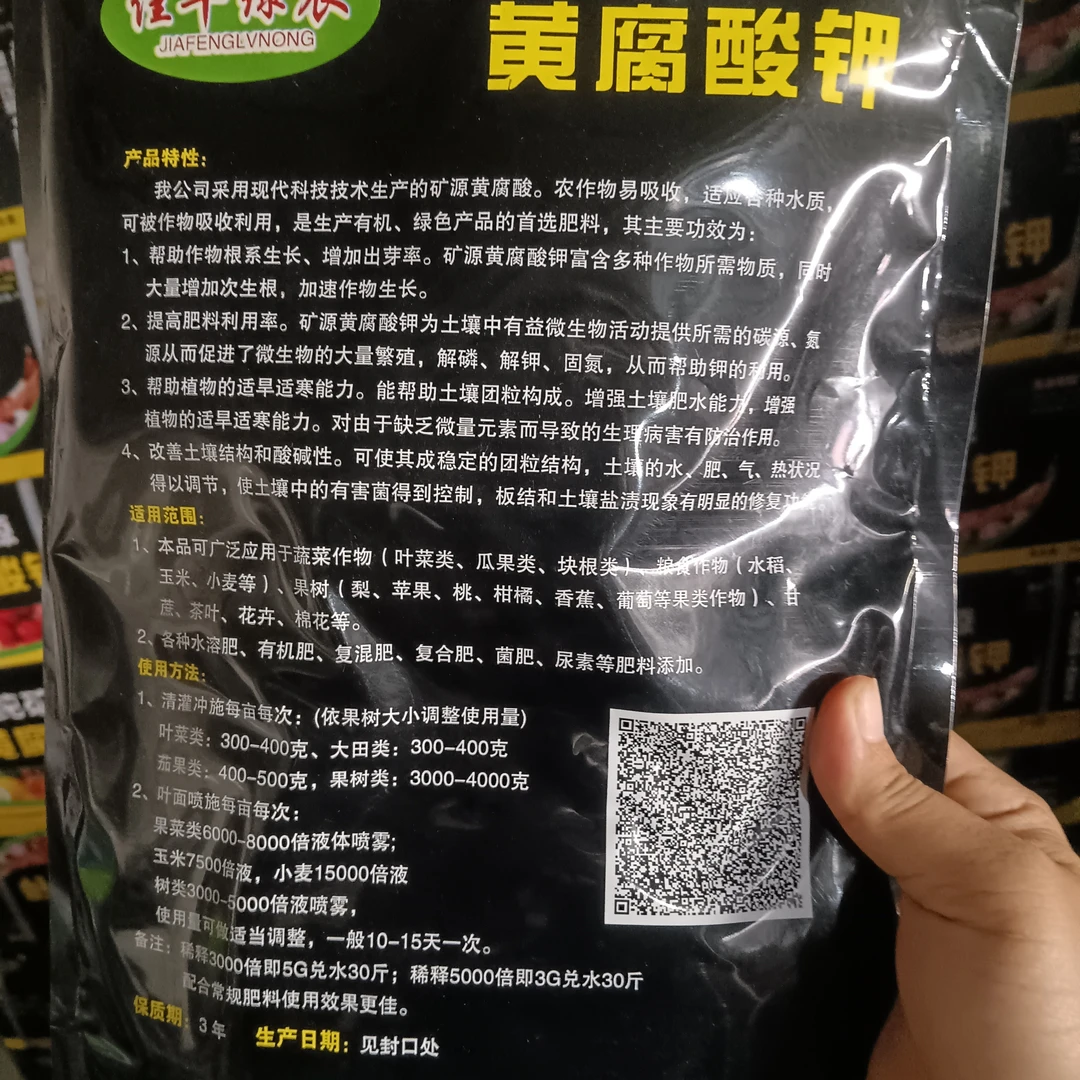 JIAFENGLVNONG
黄腐酸钾
产品特性：
我公司采用现代科技技术生产的矿源黄腐酸。农作物易吸收，适应各种水质，
可被作物吸收利用，是生产有机、绿色产品的首选肥料，其主要功效为：
1、帮助作物根系生长、增加出芽率。矿源黄腐酸钾富含多种作物所需物质，同时
大量增加次生根，加速作物生长。
2、提高肥料利用率。矿源黄腐酸钾为土壤中有益微生物活动提供所需的碳源、氮
源从而促进了微生物的大量繁殖，解磷、解钾、固氮，从而帮助钾的利用。
3、帮助植物的适旱适寒能力。能帮助土壤团粒构成。增强土壤肥水能力，增强
植物的适旱适寒能力。对由于缺乏微量元素而导致的生理病害有防治作用。
4、改善土壤结构和酸碱性。可使其成稳定的团粒结构，土壤的水、肥、气、热状况
得以调节，使土壤中的有害菌得到控制，板结和土壤盐渍现象有明显的修复功能。
适用范围：
1、本品可广泛应用于蔬菜作物（叶菜类、瓜果类、块根类）、粮食作物（水稻、
玉米、小麦等）、果树（梨、苹果、桃、柑橘、香蕉、葡萄等果类作物）、甘
蔗、茶叶、花卉、棉花等。
2、各种水溶肥、有机肥、复混肥、复合肥、菌肥、尿素等肥料添加。
使用方法：
1、清灌冲施每亩每次：(依果树大小调整使用量)
叶菜类：300-400克、大田类：300-400克
茄果类：400-500克，果树类：3000-4000克
2、叶面喷施每亩每次：
果菜类6000-8000倍液体喷雾;
玉米7500倍液，小麦15000倍液
树类3000-5000倍液喷雾，
使用量可做适当调整，一般10-15天一次。
备注：稀释3000倍即5G兑水30斤；稀释5000倍即3G兑水30斤
配合常规肥料使用效果更佳。
保质期：3年 生产日期：见封口处